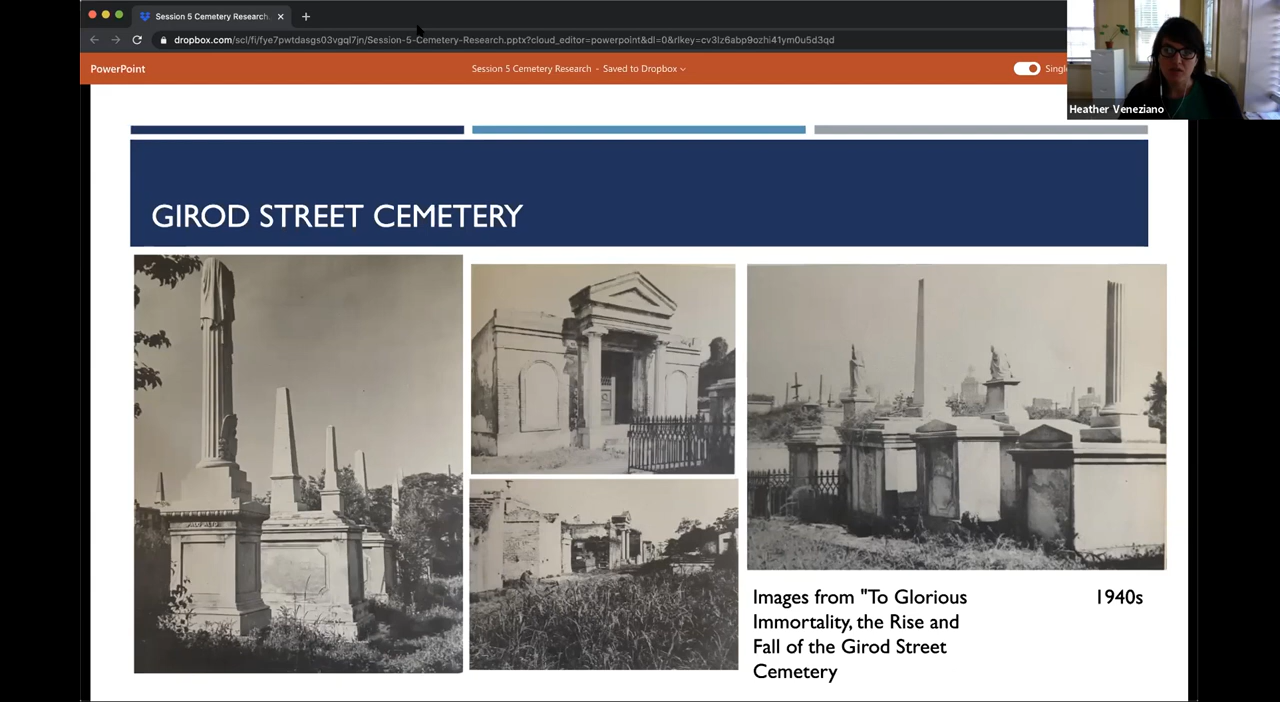 Session 5 Cemetery Research.
dropbox.com/scl/fi/fye7pwtdasgs03vgql7jn/Session-5-Cemetery-Research.pptx?cloud_editor=powerpoint&dl=0&rlkey=cv3lz6abp9ozhi41ym0u5d3qd
PowerPoint
Session 5 Cemetery Research - Saved to Dropbox
Singl
Heather Veneziano
GIROD STREET CEMETERY
Images from "To Glorious
Immortality, the Rise and
Fall of the Girod Street
Cemetery
1940s